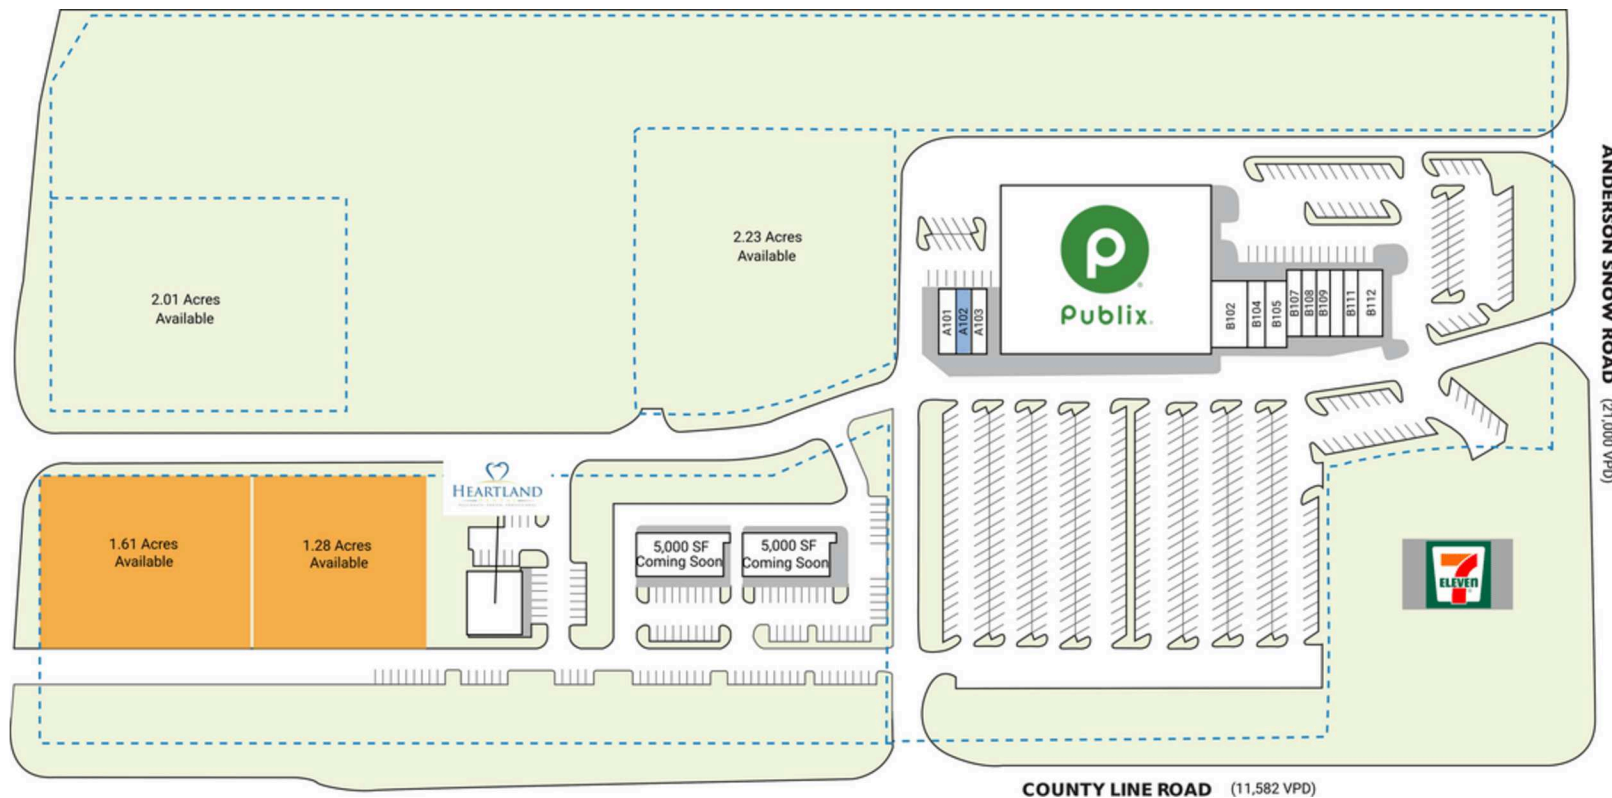 2.01 Acres
Available
2.23 Acres
Available
Publix
A101
A102
A103
B102
B104
B105
B107
B108
B109
B111
B112
ANDERSON SNOW ROAD (21,000 VPD)
HEARTLAND
1.61 Acres
Available
1.28 Acres
Available
5,000 SF
Coming Soon
5,000 SF
Coming Soon
7
ELEVEN
COUNTY LINE ROAD (11,582 VPD)